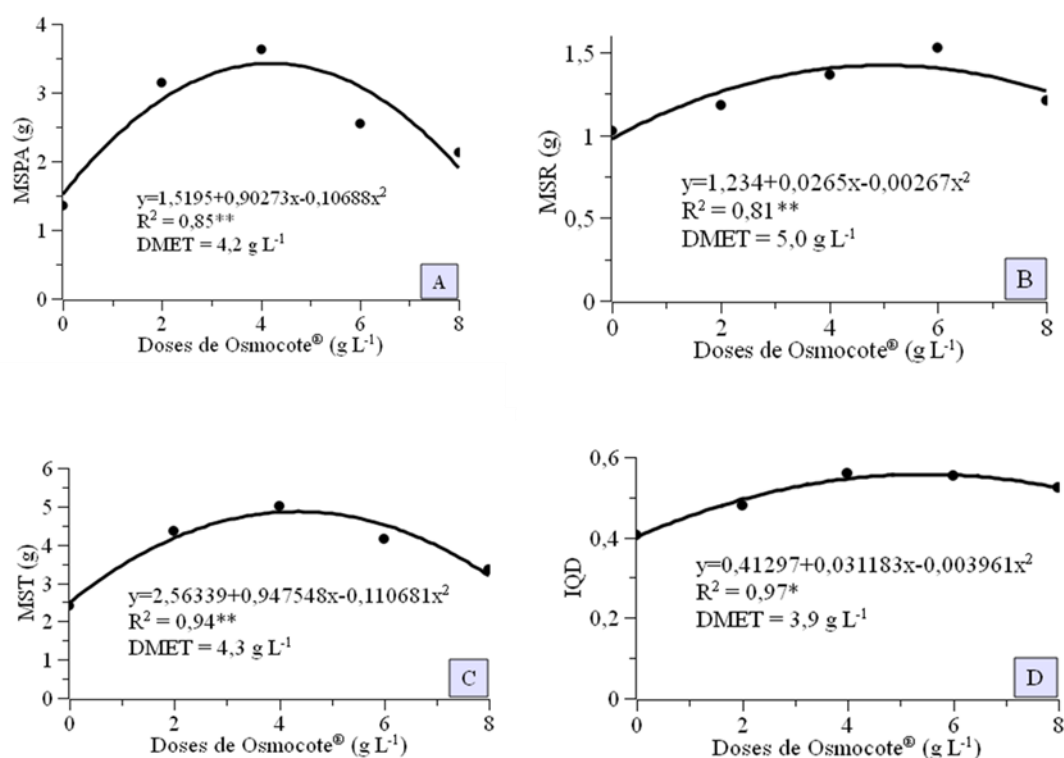 4
3
2
1
0
MSPA (g)
y=1,5195+0,90273x-0,10688x²
R² = 0,85**
DMET = 4,2 g L⁻¹
A
0 2 4 6 8
Doses de Osmocote® (g L⁻¹)
1,5
1
0,5
0
MSR (g)
y=1,234+0,0265x-0,00267x²
R² = 0,81**
DMET = 5,0 g L⁻¹
B
0 2 4 6 8
Doses de Osmocote® (g L⁻¹)
6
5
4
3
2
1
0
MST (g)
y=2,56339+0,947548x-0,110681x²
R² = 0,94**
DMET = 4,3 g L⁻¹
C
0 2 4 6 8
Doses de Osmocote® (g L⁻¹)
0,6
0,4
0,2
0
IQD
y=0,41297+0,031183x-0,003961x²
R² = 0,97*
DMET = 3,9 g L⁻¹
D
0 2 4 6 8
Doses de Osmocote® (g L⁻¹)